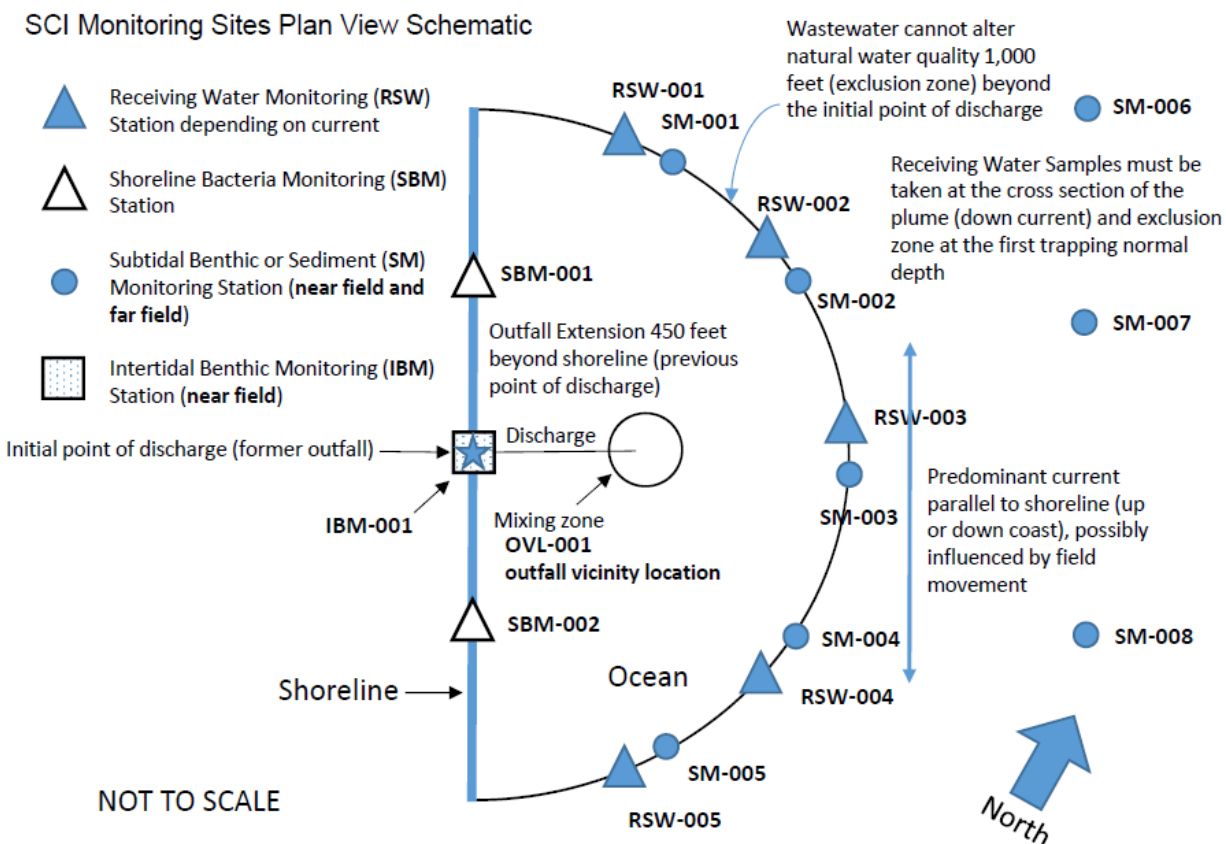 SCI Monitoring Sites Plan View Schematic
Receiving Water Monitoring (RSW)
Station depending on current
Shoreline Bacteria Monitoring (SBM)
Station
Subtidal Benthic or Sediment (SM)
Monitoring Station (near field and
far field)
Intertidal Benthic Monitoring (IBM)
Station (near field)
Initial point of discharge (former outfall)
IBM-001
Shoreline
NOT TO SCALE
SBM-001
Outfall Extension 450 feet
beyond shoreline (previous
point of discharge)
Discharge
Mixing zone
OVL-001
outfall vicinity location
SBM-002
Ocean
RSW-001
SM-001
RSW-002
SM-002
RSW-003
SM-003
SM-004
RSW-004
SM-005
RSW-005
Wastewater cannot alter
natural water quality 1,000
feet (exclusion zone) beyond
the initial point of discharge
SM-006
Receiving Water Samples must be
taken at the cross section of the
plume (down current) and exclusion
zone at the first trapping normal
depth
SM-007
Predominant current
parallel to shoreline (up
or down coast), possibly
influenced by field
movement
SM-008
North